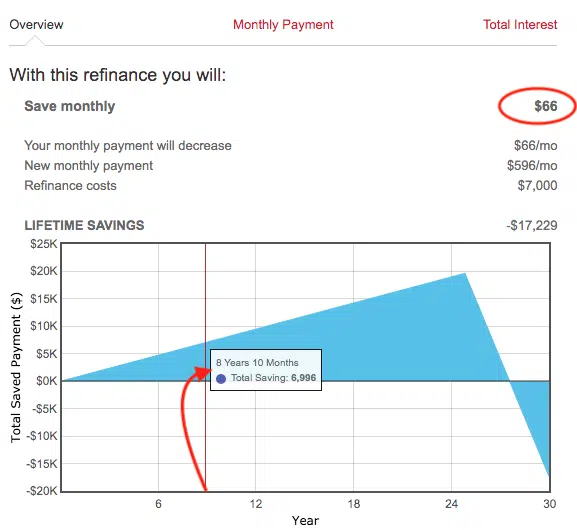 Overview Monthly Payment Total Interest
With this refinance you will:
Save monthly $66
Your monthly payment will decrease $66/mo
New monthly payment $596/mo
Refinance costs $7,000
LIFETIME SAVINGS -$17,229
$25K
$20K
$15K
$10K
$5K
$0K
-$5K
-$10K
-$15K
-$20K
Total Saved Payment ($)
8 Years 10 Months
Total Saving: 6,996
6 12 18 24 30
Year